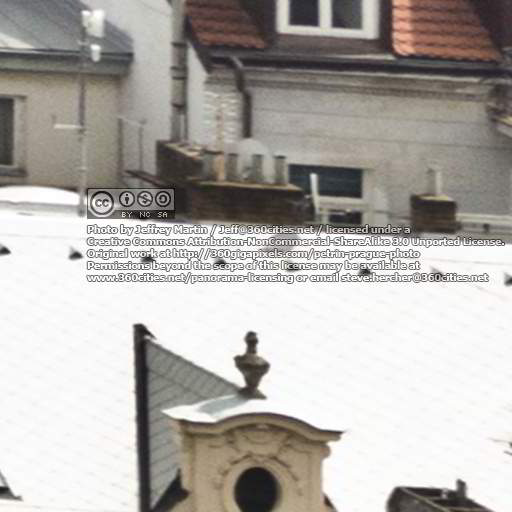 BY NC SA
Photo by Jeffrey Martin / Jeff@360cities.net / licensed under a
Creative Commons Attribution-NonCommercial-ShareAlike 3.0 Unported License.
Original work at http://360gigapixels.com/petrin-prague-photo
Permissions beyond the scope of this license may be available at
www.360cities.net/panorama-licensing or email steve.hercher@360cities.net